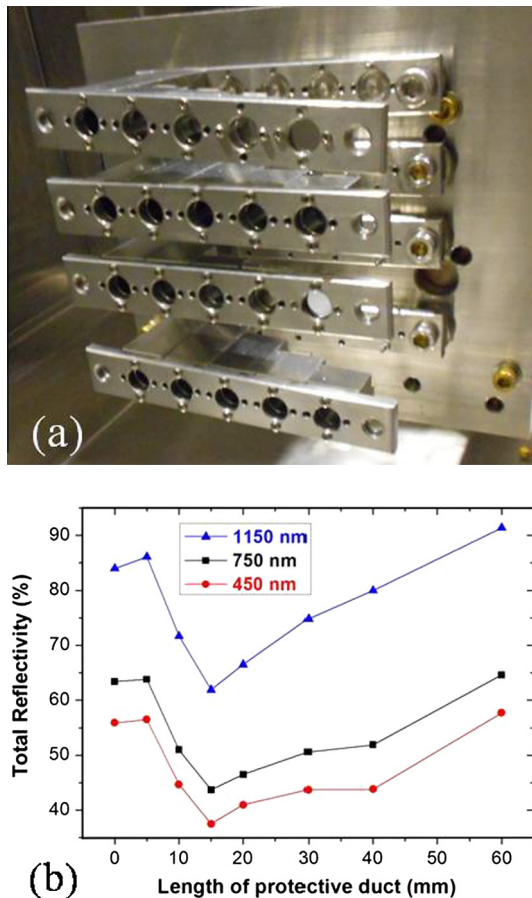 (a)
1150 nm
750 nm
450 nm
90
80
70
60
50
40
Total Reflectivity (%)
0 10 20 30 40 50 60
Length of protective duct (mm)
(b)